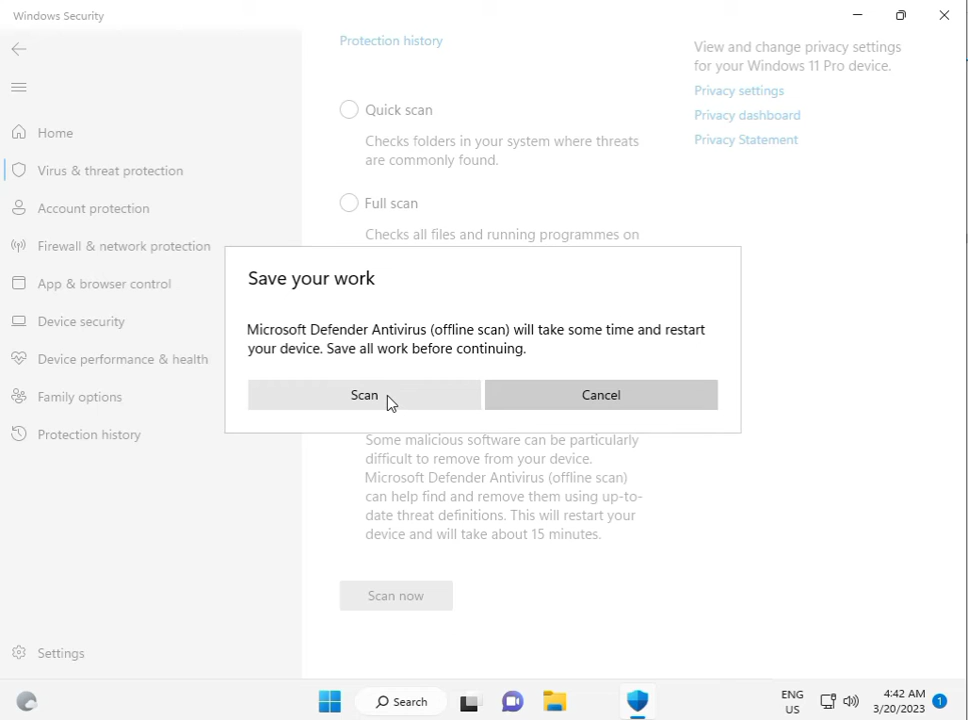 Windows Security
Home
Virus & threat protection
Account protection
Firewall & network protection
App & browser control
Device security
Device performance & health
Family options
Protection history
Settings
Protection history
Quick scan
Checks folders in your system where threats
are commonly found.
Full scan
Checks all files and running programmes on
Save your work
Microsoft Defender Antivirus (offline scan) will take some time and restart
your device. Save all work before continuing.
Scan
Cancel
Some malicious software can be particularly
difficult to remove from your device.
Microsoft Defender Antivirus (offline scan)
can help find and remove them using up-to-
date threat definitions. This will restart your
device and will take about 15 minutes.
Scan now
View and change privacy settings
for your Windows 11 Pro device.
Privacy settings
Privacy dashboard
Privacy Statement
Search
ENG
US
4:42 AM
3/20/2023
1